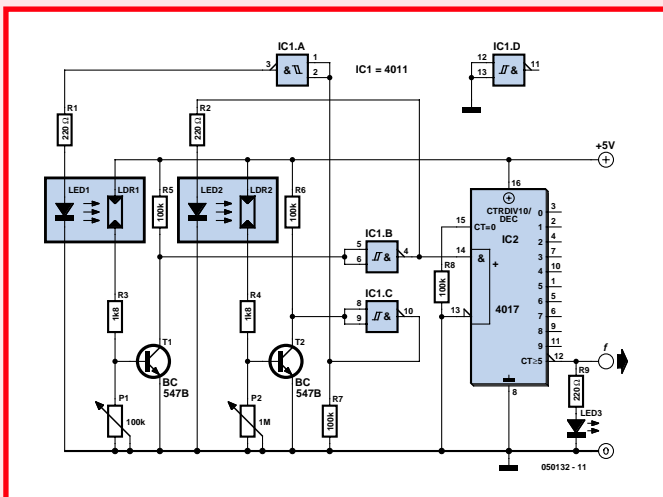 IC1.A
3
1
2
&
IC1 = 4011
IC1.D
12
13
&
11
R1
220 Ω
R2
220 Ω
+5V
LED1
LDR1
R5
100k
LED2
LDR2
R6
100k
16
CTRDIV10/
DEC
IC2
15
CT=0
14
&
+
13
4017
0
3
1
2
2
4
3
7
4
10
5
1
6
5
7
6
8
9
9
11
CT≥5
12
8
f
IC1.B
5
6
&
4
R8
100k
IC1.C
8
9
&
10
R3
1k8
R4
1k8
T1
BC
547B
T2
BC
547B
P1
100k
P2
1M
R7
100k
R9
220 Ω
LED3
0
050132 - 11